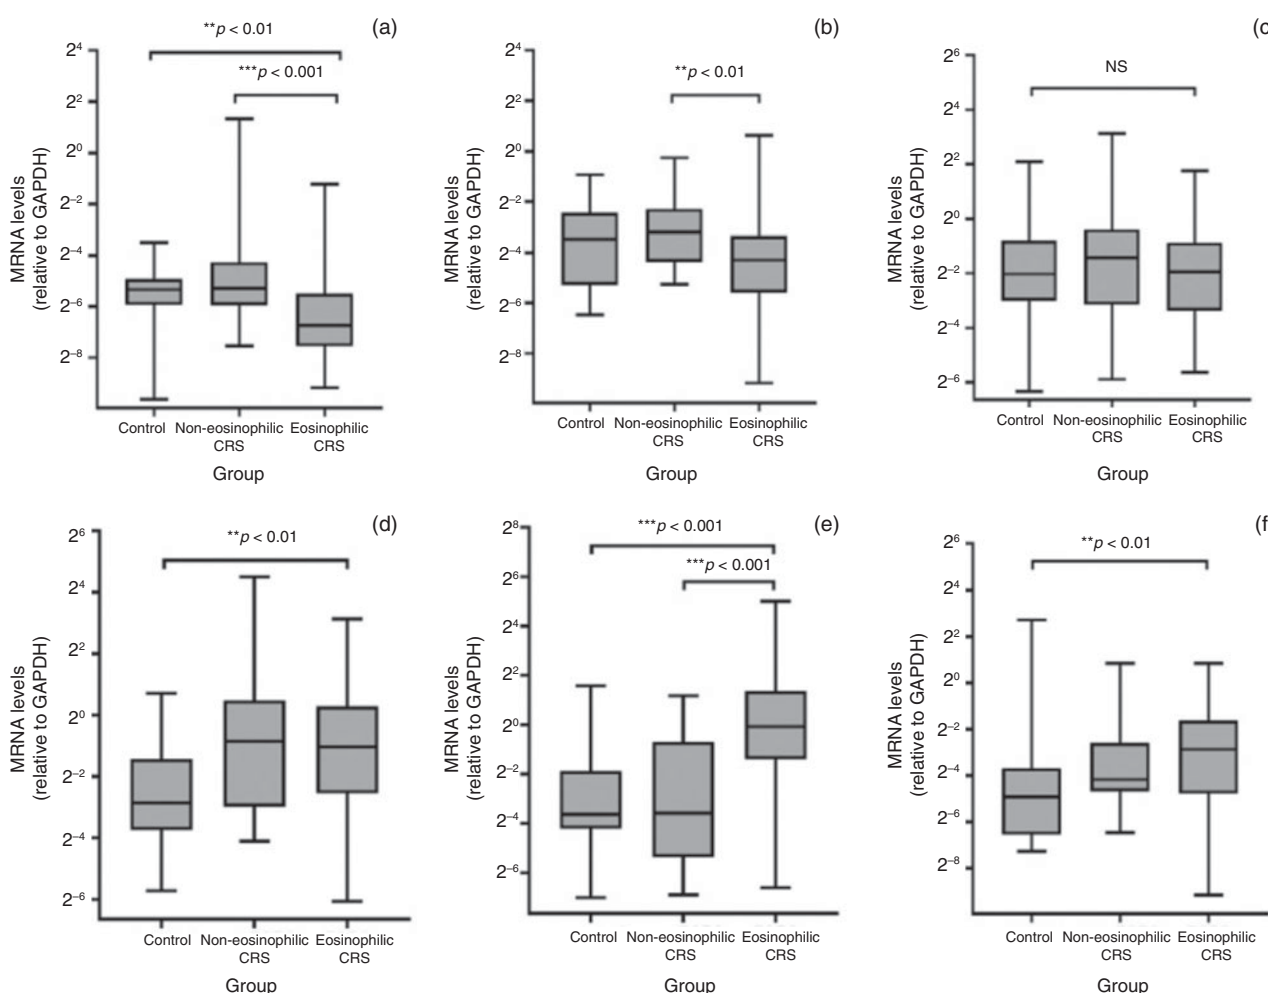 (a)
**p < 0.01
***p < 0.001
2⁴
2²
2⁰
2⁻²
2⁻⁴
2⁻⁶
2⁻⁸
MRNA levels
(relative to GAPDH)
Control Non-eosinophilic Eosinophilic
CRS CRS
Group
(b)
**p < 0.01
2⁴
2²
2⁰
2⁻²
2⁻⁴
2⁻⁶
2⁻⁸
MRNA levels
(relative to GAPDH)
Control Non-eosinophilic Eosinophilic
CRS CRS
Group
(c
NS
2⁶
2⁴
2²
2⁰
2⁻²
2⁻⁴
2⁻⁶
MRNA levels
(relative to GAPDH)
Control Non-eosinophilic Eosinophilic
CRS CRS
Group
(d)
**p < 0.01
2⁶
2⁴
2²
2⁰
2⁻²
2⁻⁴
2⁻⁶
MRNA levels
(relative to GAPDH)
Control Non-eosinophilic Eosinophilic
CRS CRS
Group
(e)
***p < 0.001
***p < 0.001
2⁸
2⁶
2⁴
2²
2⁰
2⁻²
2⁻⁴
2⁻⁶
MRNA levels
(relative to GAPDH)
Control Non-eosinophilic Eosinophilic
CRS CRS
Group
(f
**p < 0.01
2⁶
2⁴
2²
2⁰
2⁻²
2⁻⁴
2⁻⁶
2⁻⁸
MRNA levels
(relative to GAPDH)
Control Non-eosinophilic Eosinophilic
CRS CRS
Group